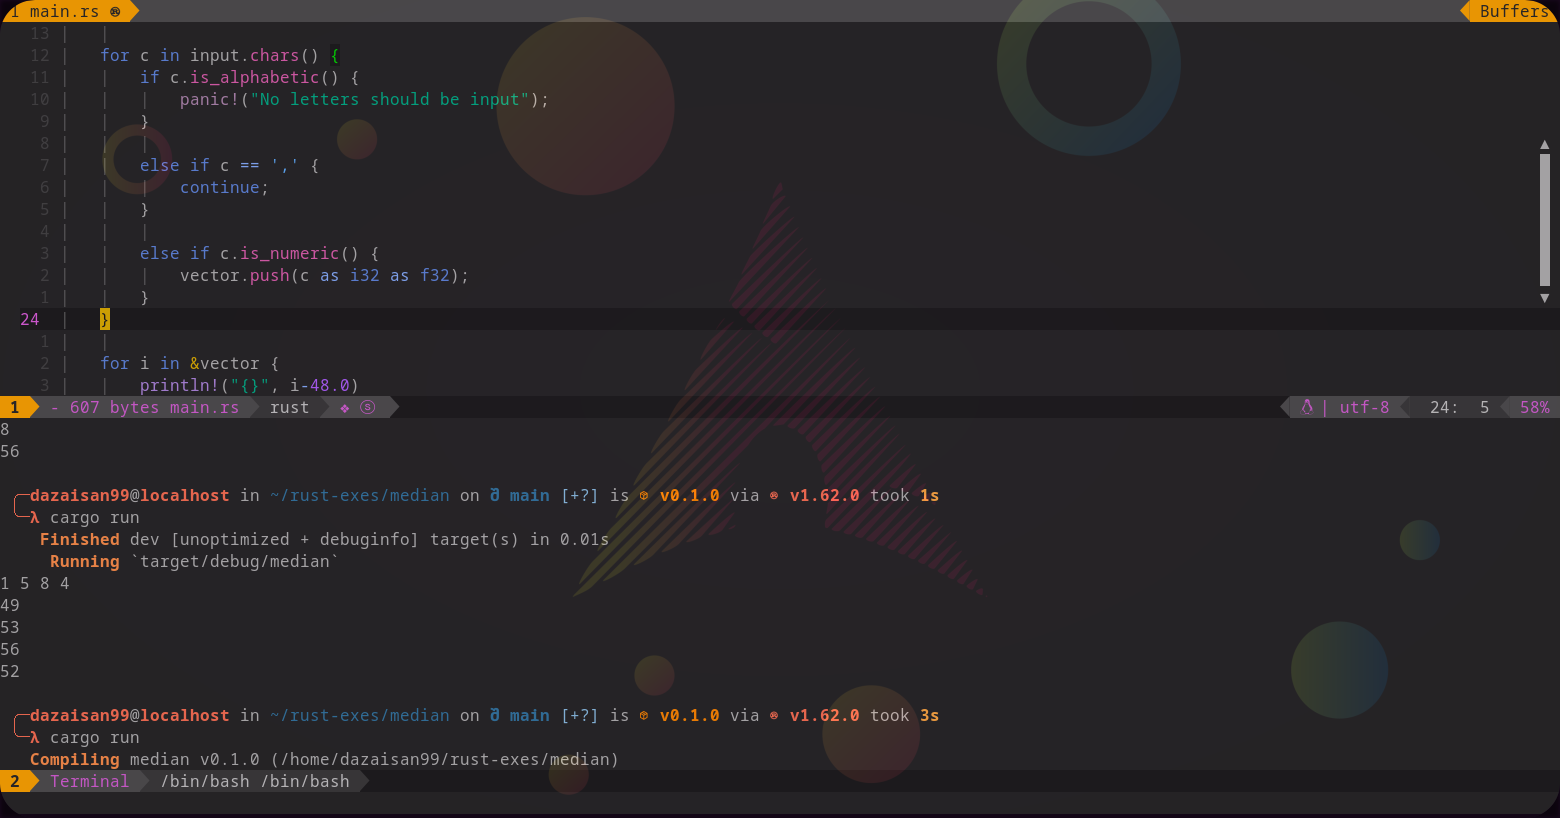 1 main.rs
Buffers
13
12 for c in input.chars() {
11 if c.is_alphabetic() {
10 panic!("No letters should be input");
9 }
8
7 else if c == ',' {
6 continue;
5 }
4
3 else if c.is_numeric() {
2 vector.push(c as i32 as f32);
1 }
24 }
1
2 for i in &vector {
3 println!("{}", i-48.0)
1 - 607 bytes main.rs rust ❖ ⓢ | utf-8 24: 5 58%
8
56
dazaisan99@localhost in ~/rust-exes/median on main [+?] is v0.1.0 via v1.62.0 took 1s
λ cargo run
Finished dev [unoptimized + debuginfo] target(s) in 0.01s
Running `target/debug/median`
1 5 8 4
49
53
56
52
dazaisan99@localhost in ~/rust-exes/median on main [+?] is v0.1.0 via v1.62.0 took 3s
λ cargo run
Compiling median v0.1.0 (/home/dazaisan99/rust-exes/median)
2 Terminal /bin/bash /bin/bash